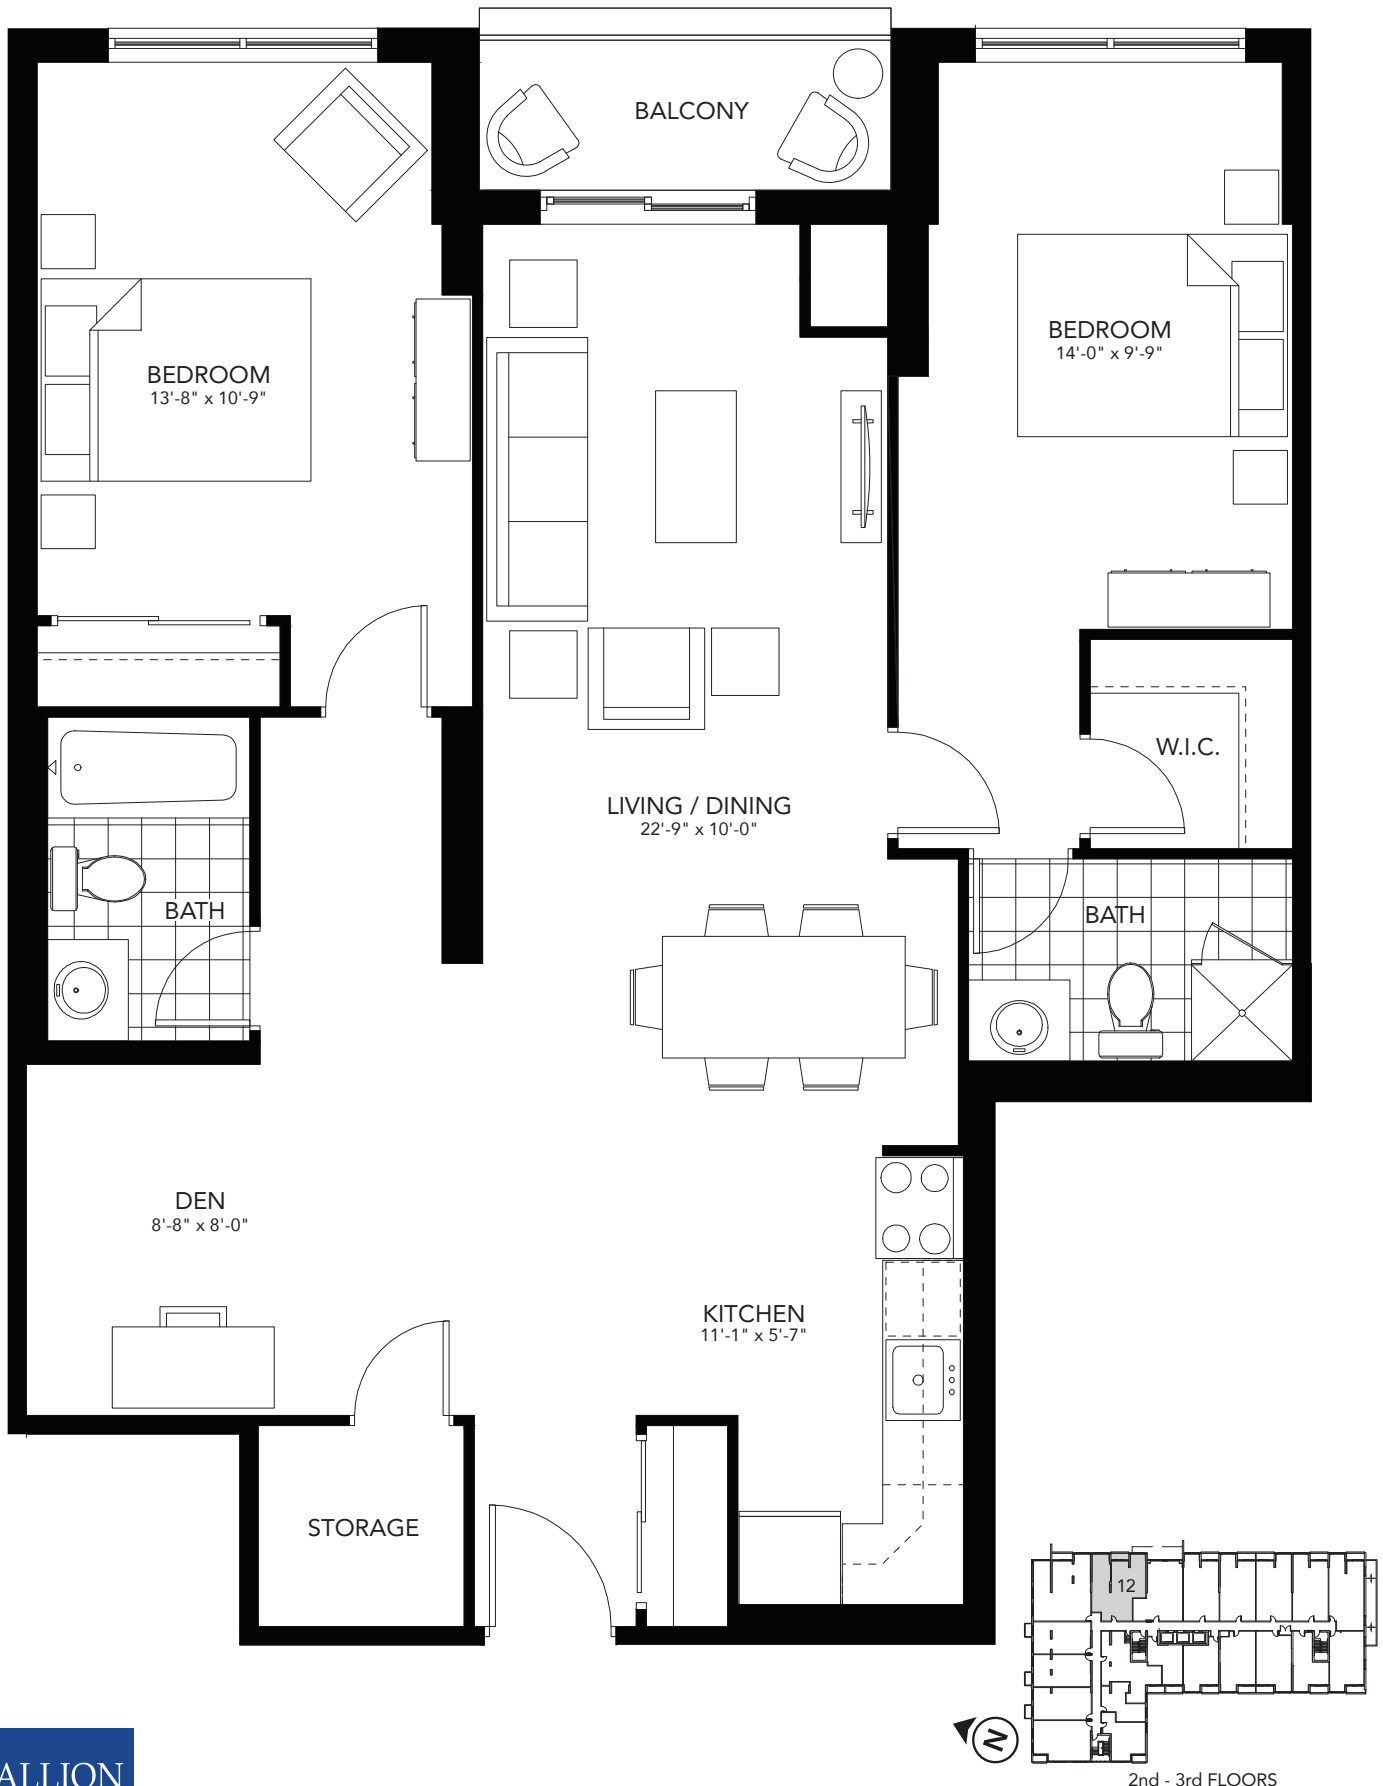 BALCONY
BEDROOM
14'-0" x 9'-9"
BEDROOM
13'-8" x 10'-9"
W.I.C.
LIVING / DINING
22'-9" x 10'-0"
BATH
BATH
DEN
8'-8" x 8'-0"
KITCHEN
11'-1" x 5'-7"
STORAGE
12
N
ALLION
2nd - 3rd FLOORS